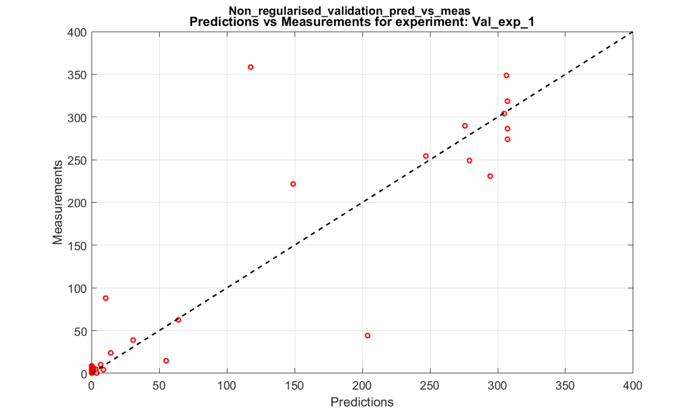 Non_regularised_validation_pred_vs_meas
Predictions vs Measurements for experiment: Val_exp_1
400
350
300
250
200
150
100
50
0
Measurements
0 50 100 150 200 250 300 350 400
Predictions